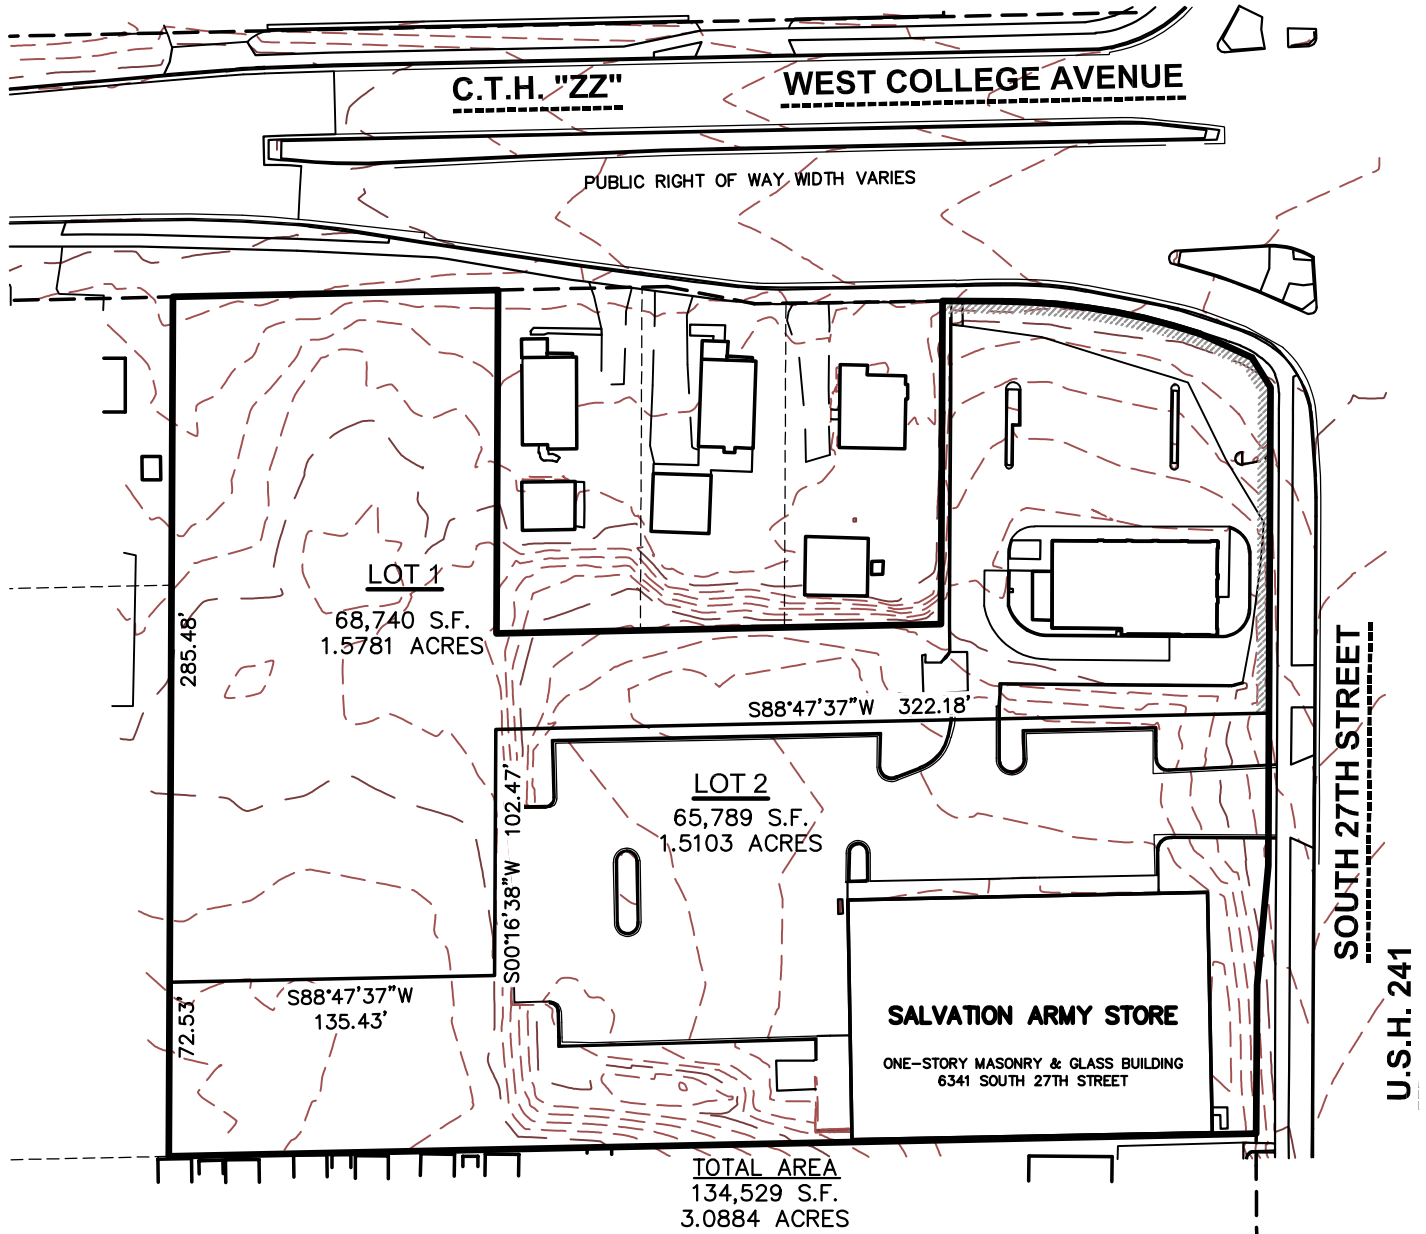 C.T.H. "ZZ"
WEST COLLEGE AVENUE
PUBLIC RIGHT OF WAY WIDTH VARIES
LOT 1
68,740 S.F.
1.5781 ACRES
285.48'
S88°47'37"W 322.18'
LOT 2
65,789 S.F.
1.5103 ACRES
S00°16'38"W 102.47'
S88°47'37"W
135.43'
72.53'
SALVATION ARMY STORE
ONE-STORY MASONRY & GLASS BUILDING
6341 SOUTH 27TH STREET
SOUTH 27TH STREET
U.S.H. 241
TOTAL AREA
134,529 S.F.
3.0884 ACRES